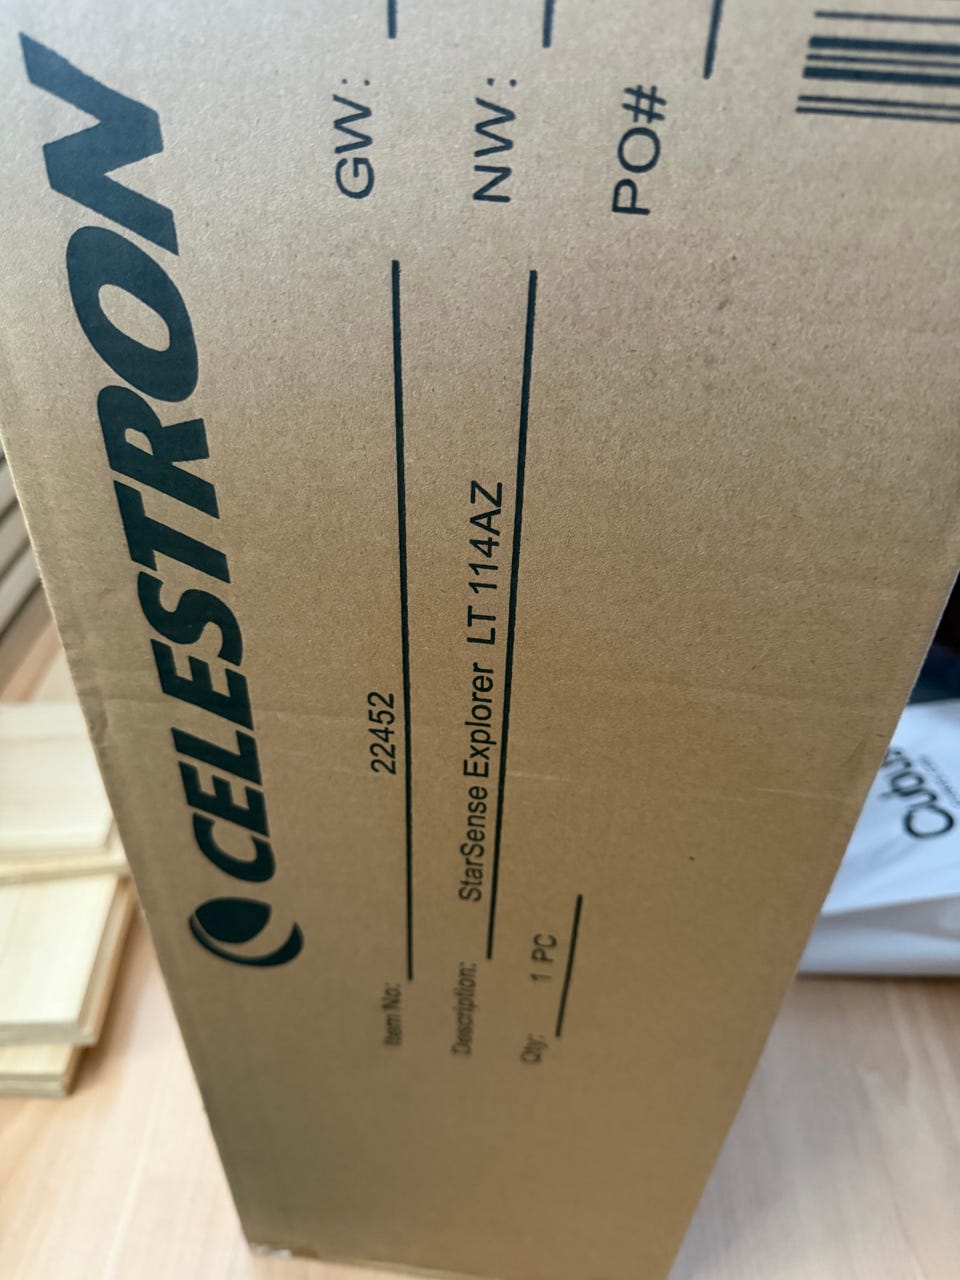 CELESTRON
Item No: 22452
GW:
Description: StarSense Explorer LT 114AZ
NW:
Qty: 1 PC
PO#